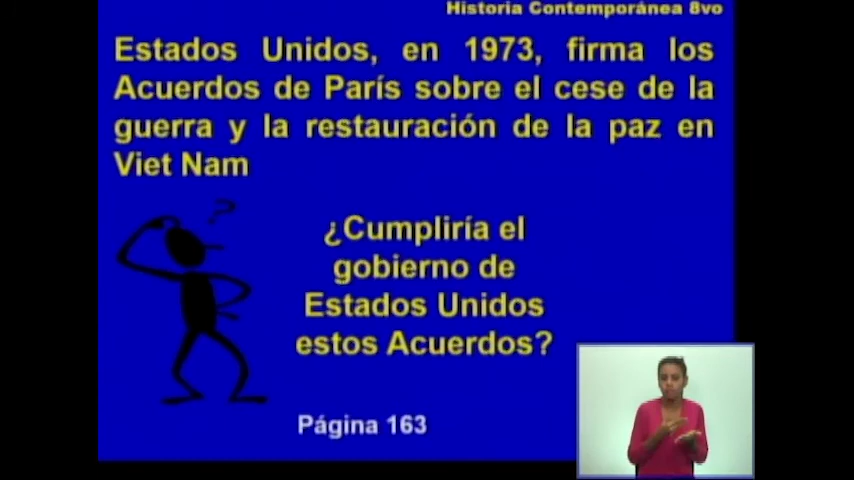 Historia Contemporánea 8vo
Estados Unidos, en 1973, firma los
Acuerdos de París sobre el cese de la
guerra y la restauración de la paz en
Viet Nam
?
¿Cumpliría el
gobierno de
Estados Unidos
estos Acuerdos?
Página 163